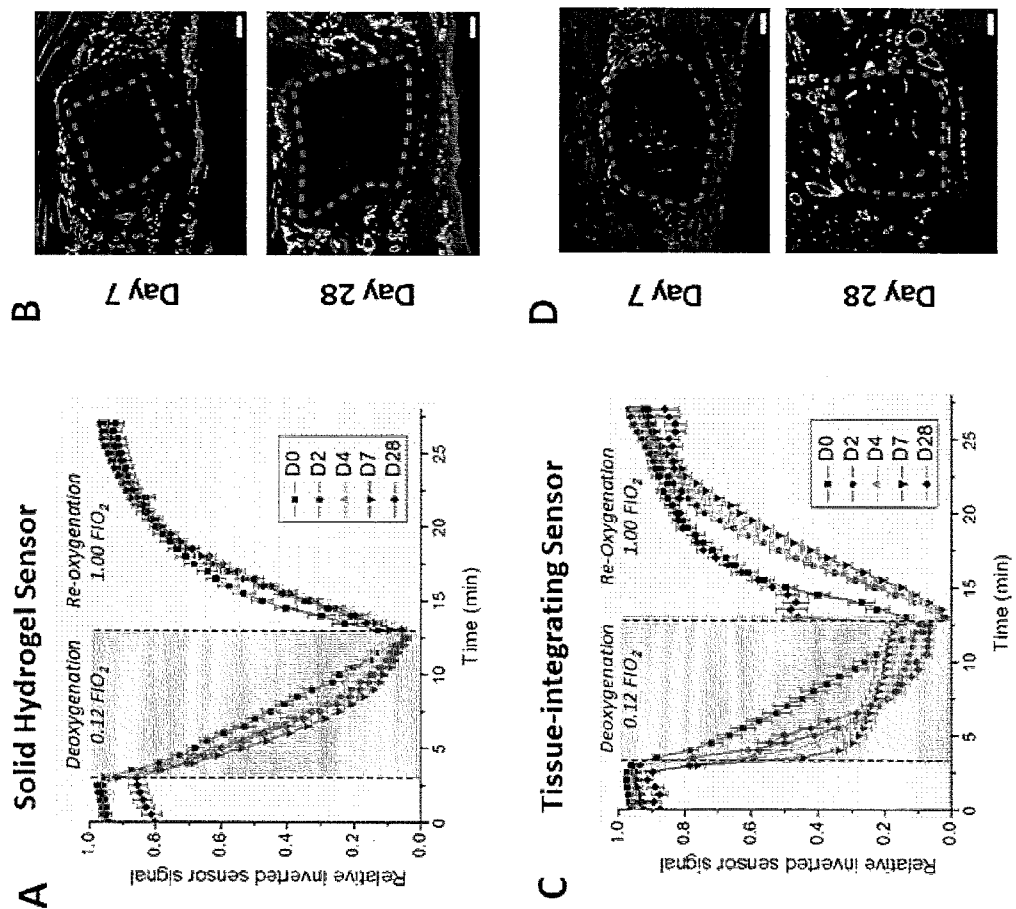 A
Solid Hydrogel Sensor
Deoxygenation
0.12 FIO₂
Re-oxygenation
1.00 FIO₂
Relative inverted sensor signal
1.0
0.8
0.6
0.4
0.2
0.0
D0
D2
D4
D7
D28
0
5
10
15
20
25
Time (min)
B
Day 7
Day 28
C
Tissue-integrating Sensor
Deoxygenation
0.12 FIO₂
Re-Oxygenation
1.00 FIO₂
Relative inverted sensor signal
1.0
0.8
0.6
0.4
0.2
0.0
D0
D2
D4
D7
D28
0
5
10
15
20
25
Time (min)
D
Day 7
Day 28